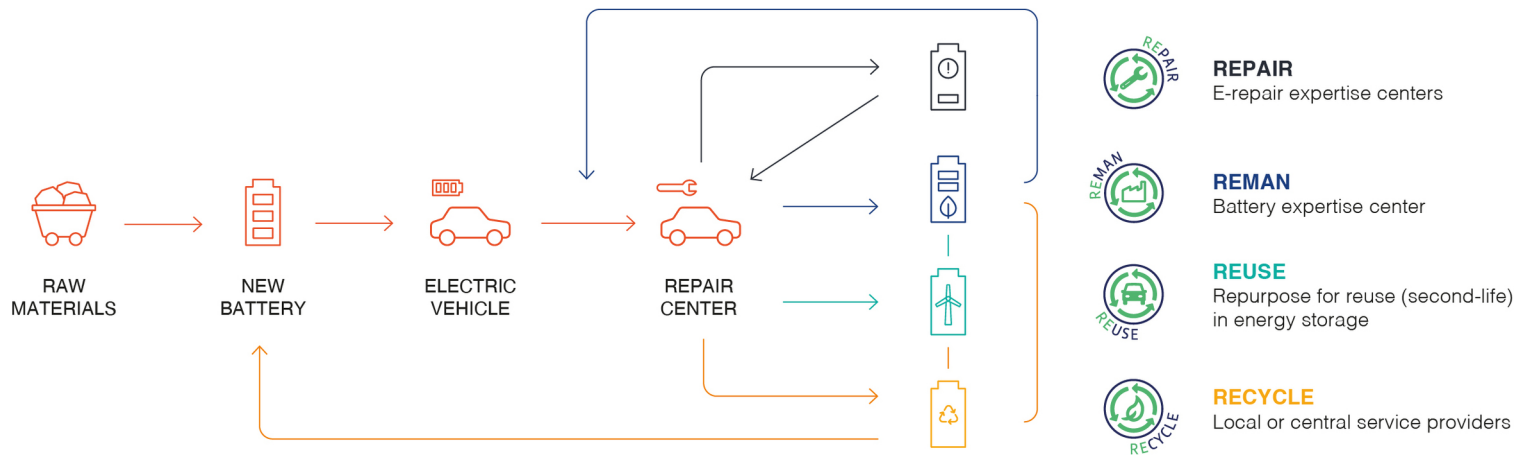 RAW
MATERIALS
NEW
BATTERY
ELECTRIC
VEHICLE
REPAIR
CENTER
REPAIR
REPAIR
E-repair expertise centers
REMAN
REMAN
Battery expertise center
REUSE
REUSE
Repurpose for reuse (second-life)
in energy storage
RECYCLE
RECYCLE
Local or central service providers